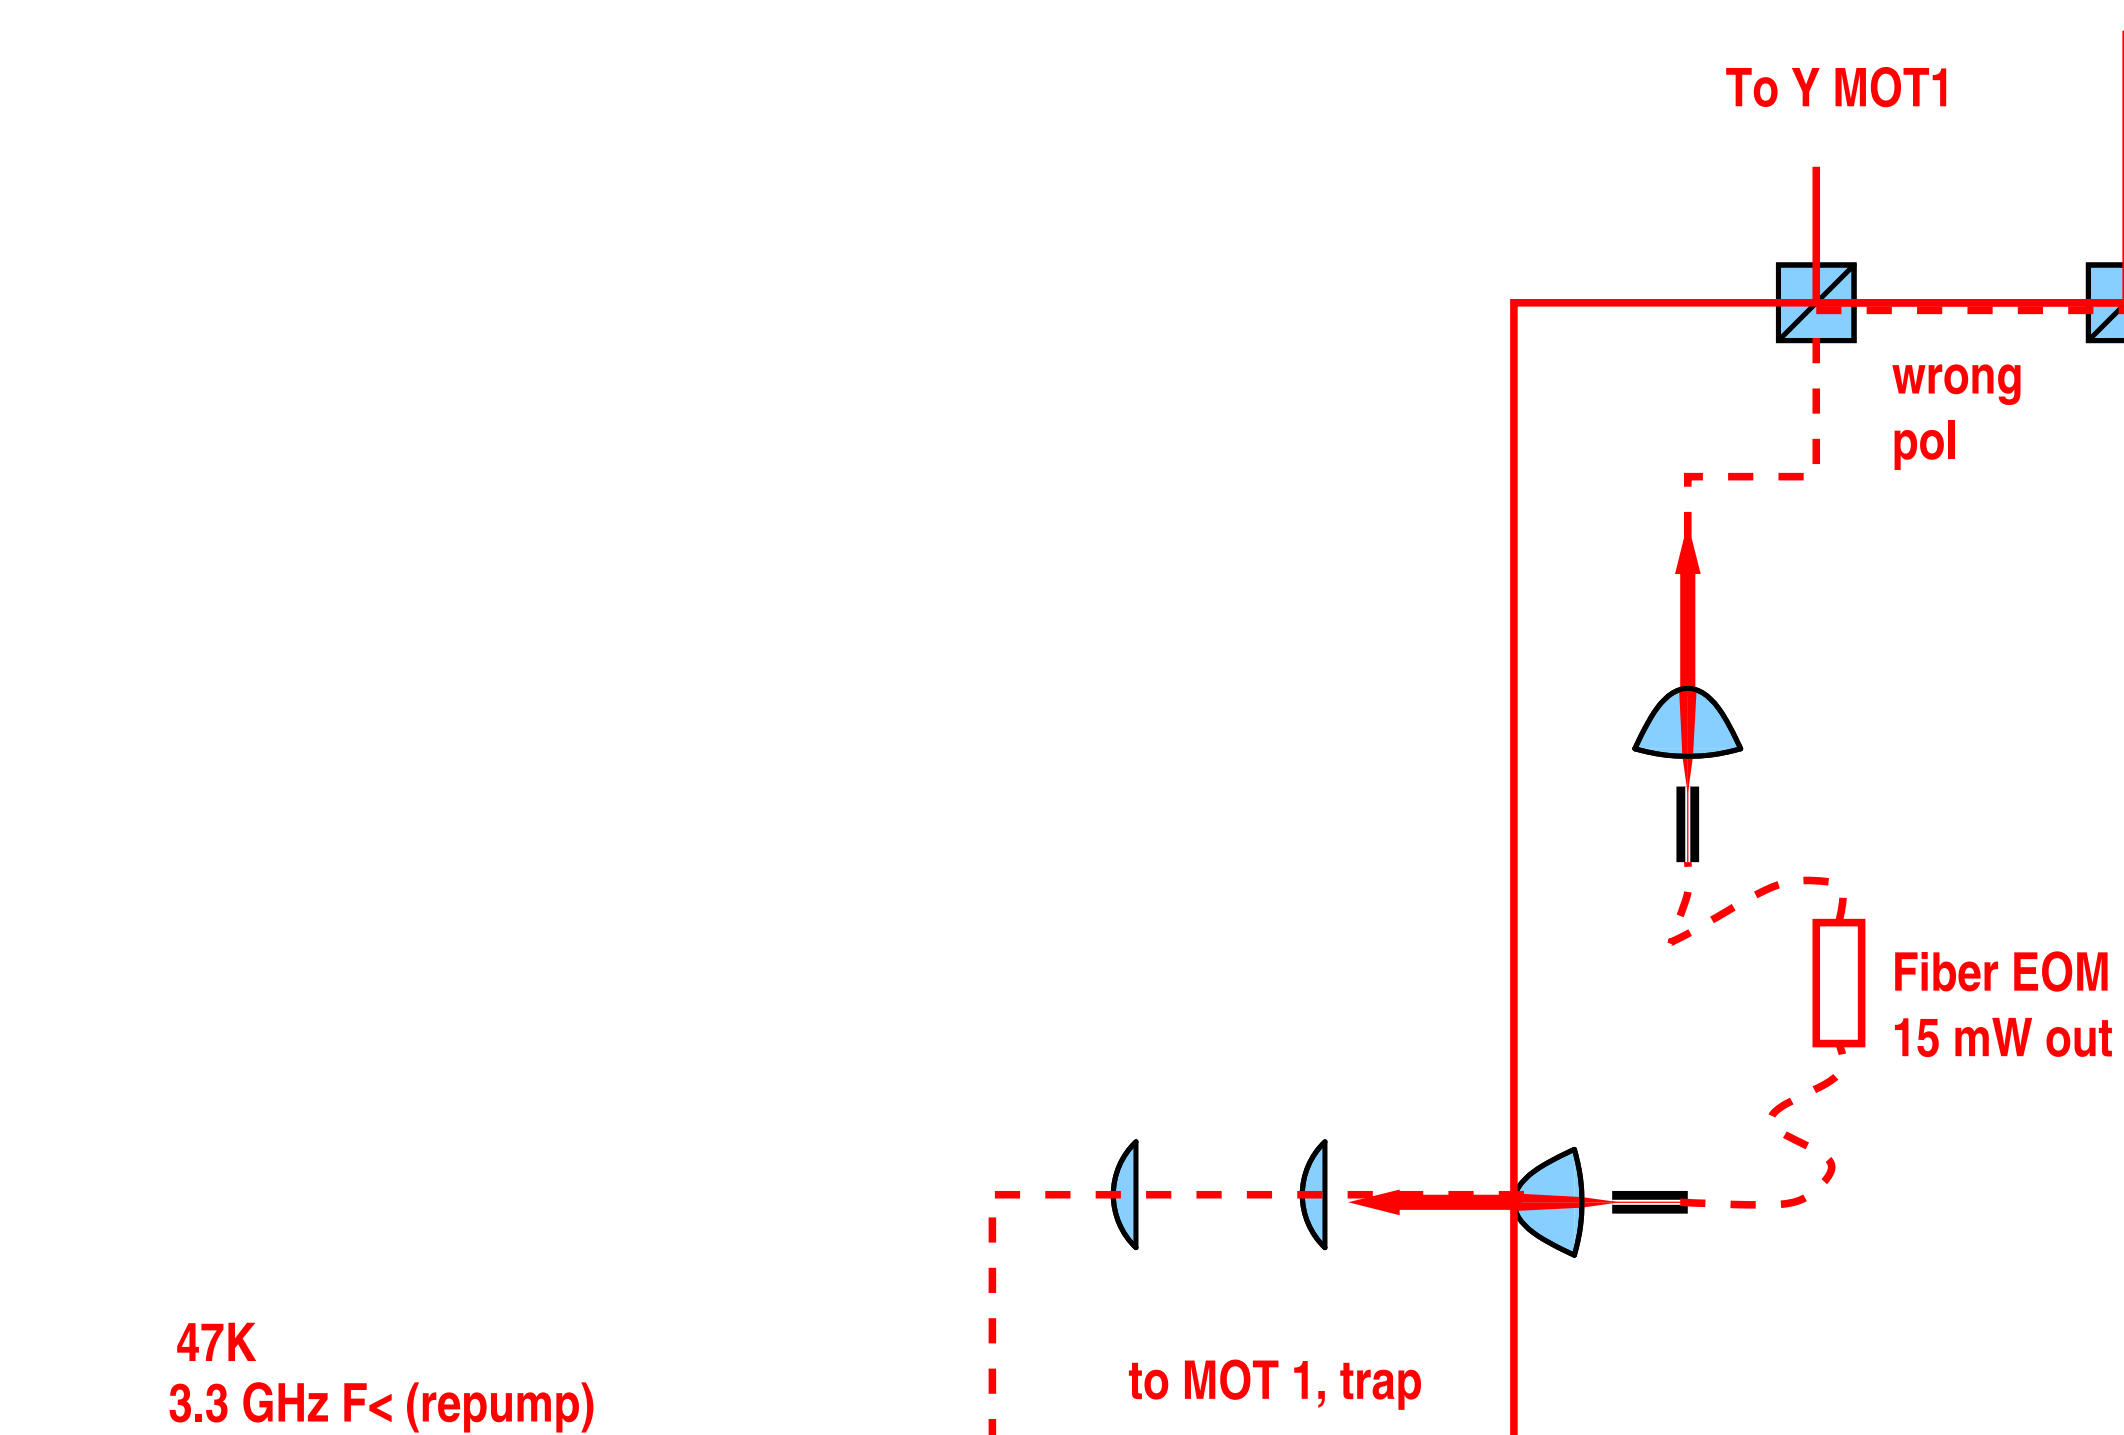 To Y MOT1
wrong
pol
Fiber EOM
15 mW out
47K
3.3 GHz F< (repump)
to MOT 1, trap